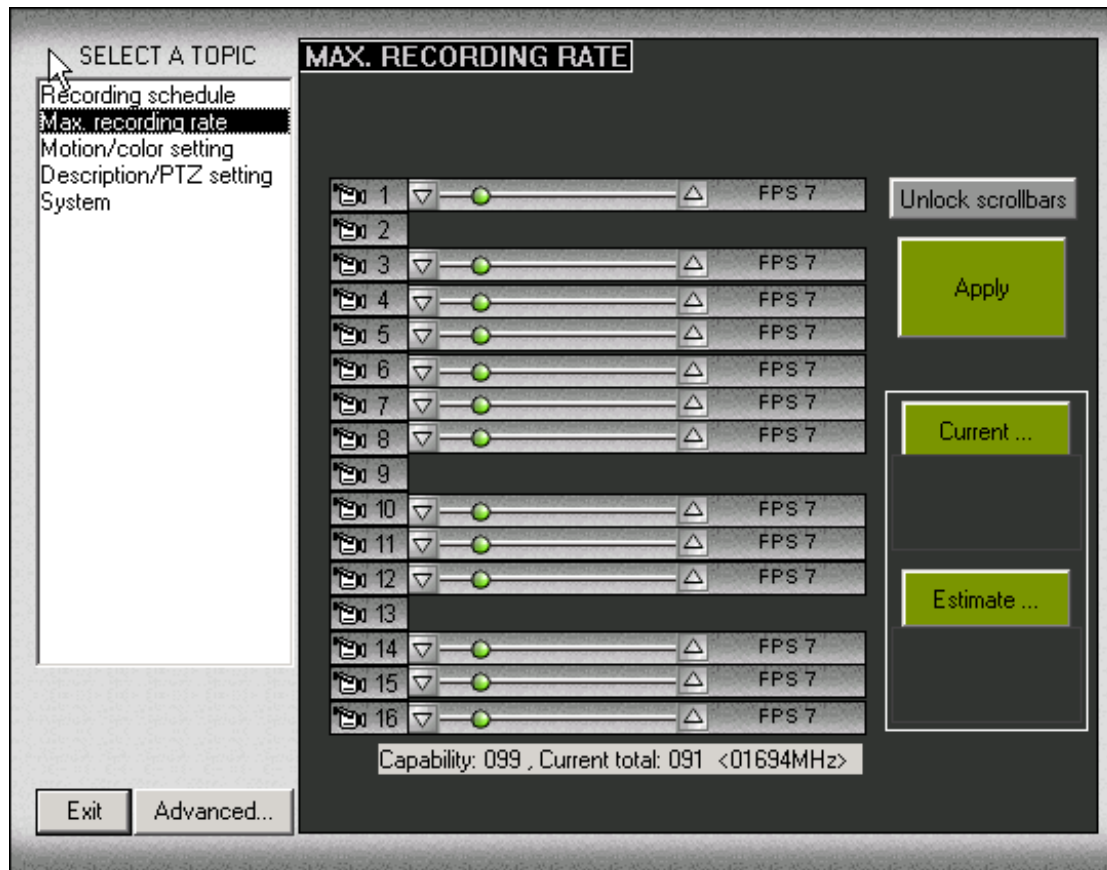 SELECT A TOPIC
Recording schedule
Max. recording rate
Motion/color setting
Description/PTZ setting
System
Exit
Advanced...
MAX. RECORDING RATE
1 FPS 7
2
3 FPS 7
4 FPS 7
5 FPS 7
6 FPS 7
7 FPS 7
8 FPS 7
9
10 FPS 7
11 FPS 7
12 FPS 7
13
14 FPS 7
15 FPS 7
16 FPS 7
Capability: 099 , Current total: 091 <01694MHz>
Unlock scrollbars
Apply
Current ...
Estimate ...